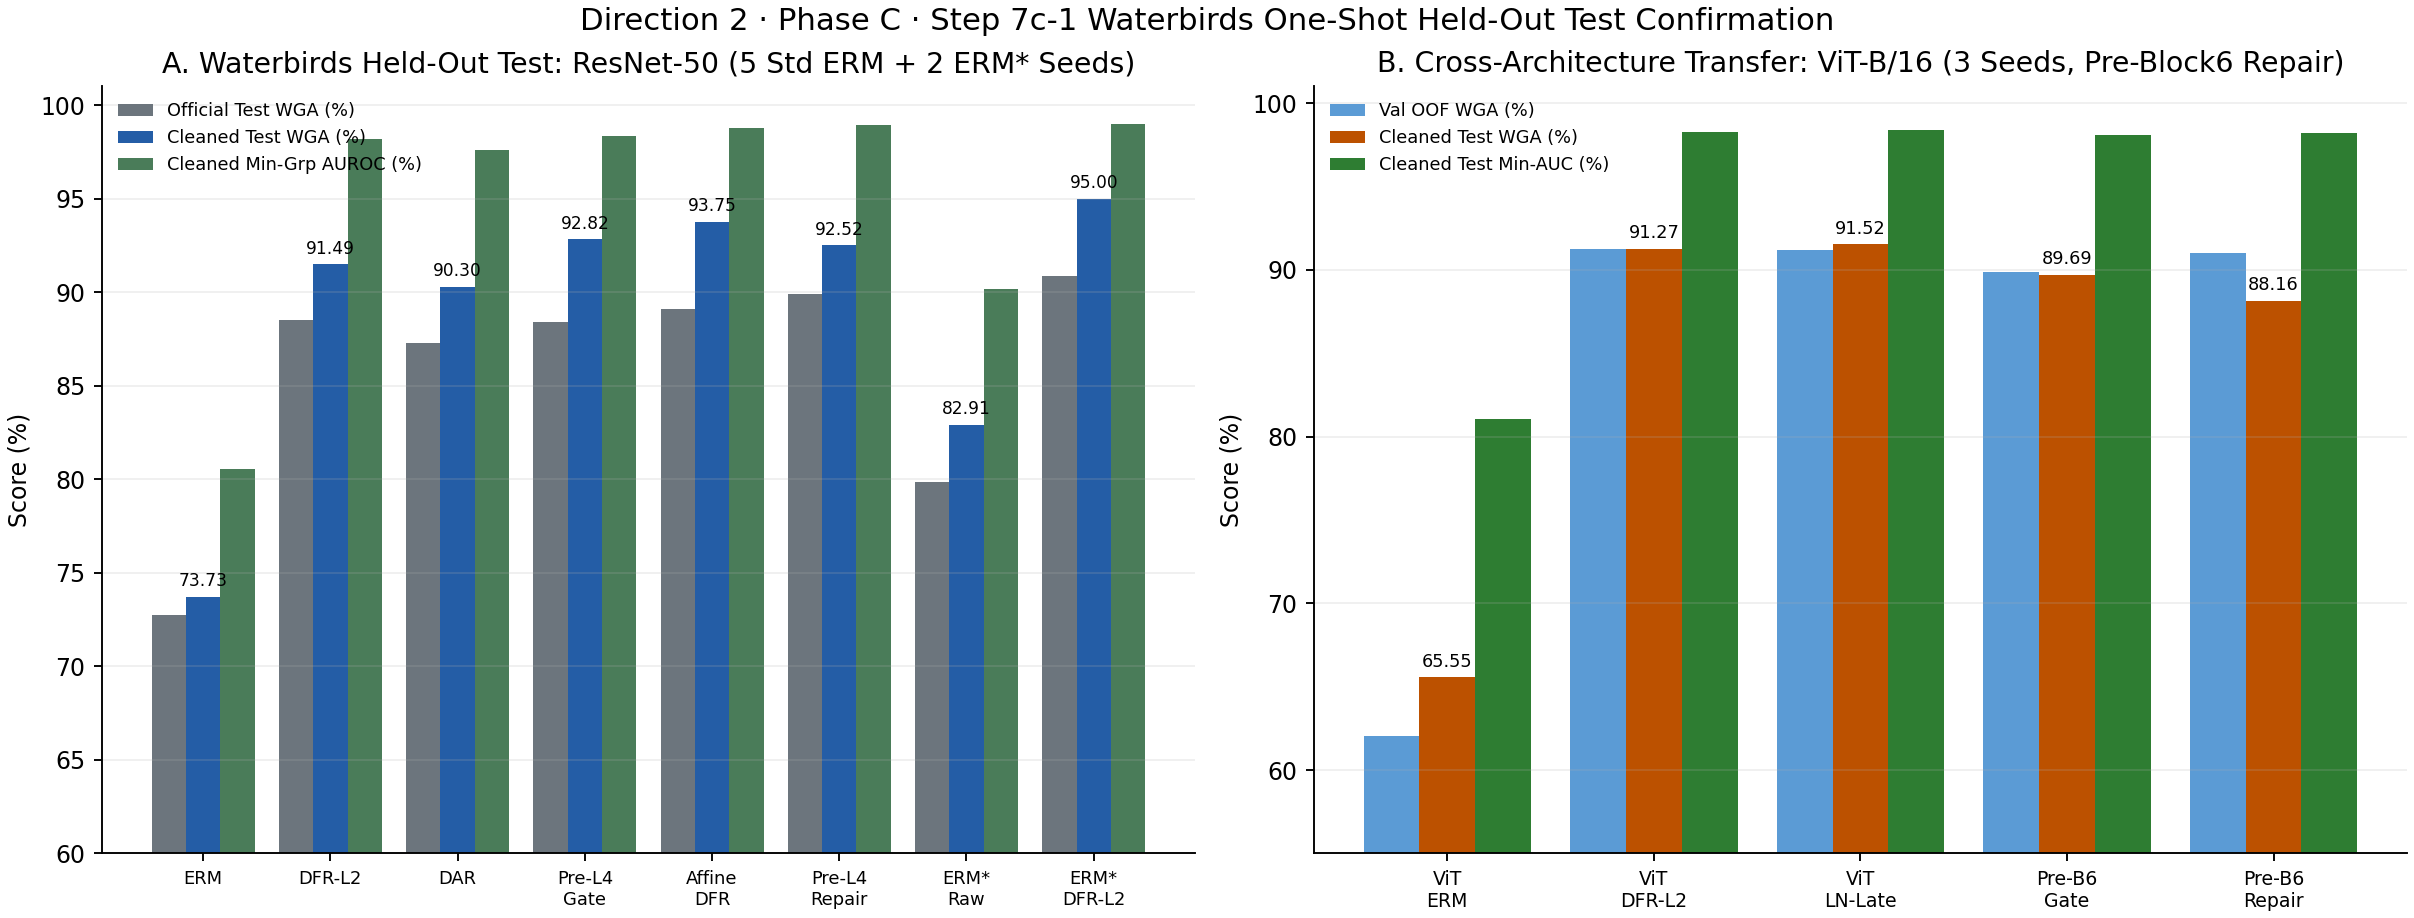 Direction 2 · Phase C · Step 7c-1 Waterbirds One-Shot Held-Out Test Confirmation
A. Waterbirds Held-Out Test: ResNet-50 (5 Std ERM + 2 ERM* Seeds)
Score (%)
100
95
90
85
80
75
70
65
60
Official Test WGA (%)
Cleaned Test WGA (%)
Cleaned Min-Grp AUROC (%)
73.73
91.49
90.30
92.82
93.75
92.52
82.91
95.00
ERM
DFR-L2
DAR
Pre-L4
Gate
Affine
DFR
Pre-L4
Repair
ERM*
Raw
ERM*
DFR-L2
B. Cross-Architecture Transfer: ViT-B/16 (3 Seeds, Pre-Block6 Repair)
Score (%)
100
90
80
70
60
Val OOF WGA (%)
Cleaned Test WGA (%)
Cleaned Test Min-AUC (%)
65.55
91.27
91.52
89.69
88.16
ViT
ERM
ViT
DFR-L2
ViT
LN-Late
Pre-B6
Gate
Pre-B6
Repair